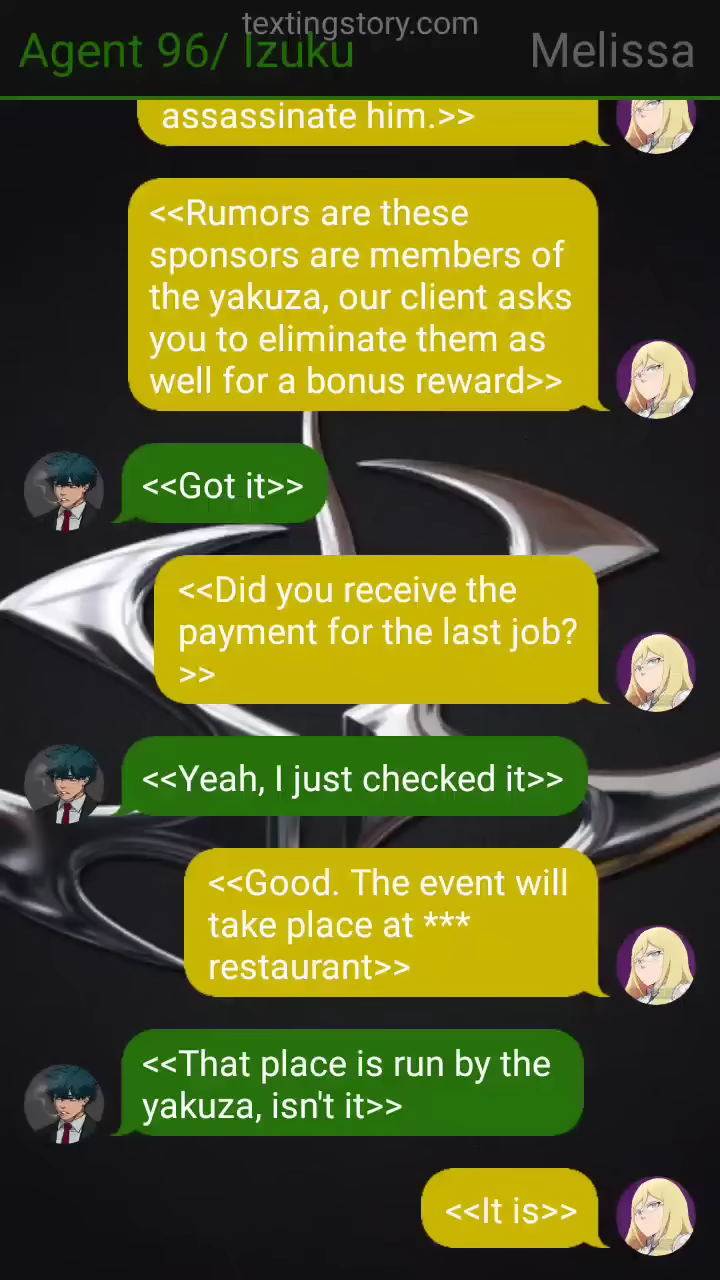 textingstory.com
Agent 96/ Izuku
Melissa
assassinate him.>>
<<Rumors are these
sponsors are members of
the yakuza, our client asks
you to eliminate them as
well for a bonus reward>>
<<Got it>>
<<Did you receive the
payment for the last job?
>>
<<Yeah, I just checked it>>
<<Good. The event will
take place at ***
restaurant>>
<<That place is run by the
yakuza, isn't it>>
<<It is>>